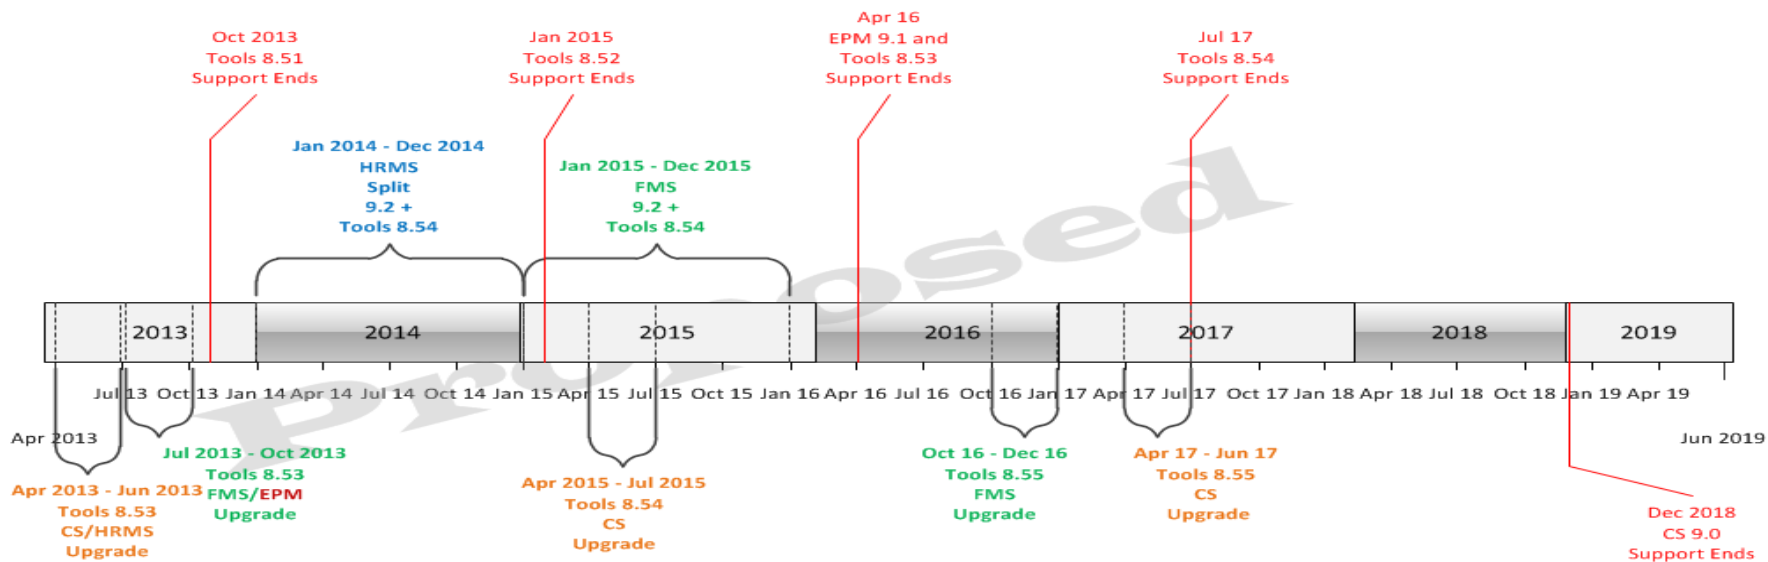 Oct 2013
Tools 8.51
Support Ends
Jan 2015
Tools 8.52
Support Ends
Apr 16
EPM 9.1 and
Tools 8.53
Support Ends
Jul 17
Tools 8.54
Support Ends
Jan 2014 - Dec 2014
HRMS
Split
9.2 +
Tools 8.54
Jan 2015 - Dec 2015
FMS
9.2 +
Tools 8.54
Proposed
2013 2014 2015 2016 2017 2018 2019
Jul 13 Oct 13 Jan 14 Apr 14 Jul 14 Oct 14 Jan 15 Apr 15 Jul 15 Oct 15 Jan 16 Apr 16 Jul 16 Oct 16 Jan 17 Apr 17 Jul 17 Oct 17 Jan 18 Apr 18 Jul 18 Oct 18 Jan 19 Apr 19
Apr 2013
Jun 2019
Apr 2013 - Jun 2013
Tools 8.53
CS/HRMS
Upgrade
Jul 2013 - Oct 2013
Tools 8.53
FMS/EPM
Upgrade
Apr 2015 - Jul 2015
Tools 8.54
CS
Upgrade
Oct 16 - Dec 16
Tools 8.55
FMS
Upgrade
Apr 17 - Jun 17
Tools 8.55
CS
Upgrade
Dec 2018
CS 9.0
Support Ends